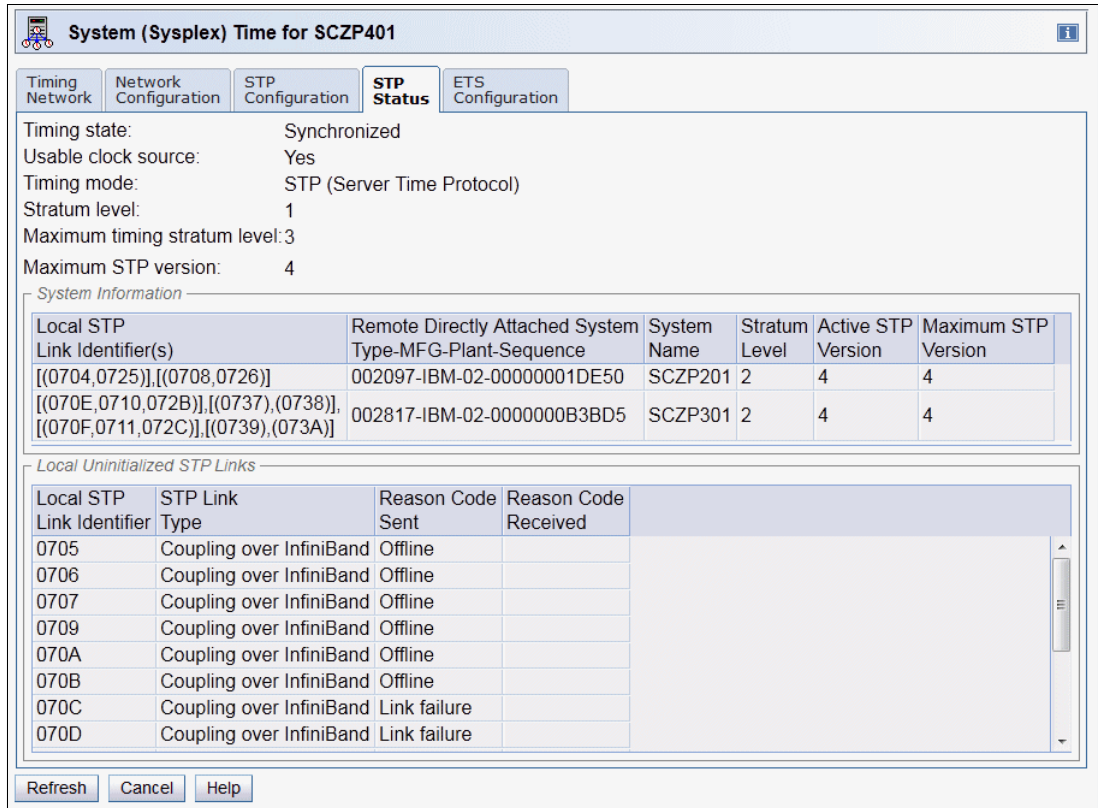 System (Sysplex) Time for SCZP401
Timing Network
Network Configuration
STP Configuration
STP Status
ETS Configuration
Timing state: Synchronized
Usable clock source: Yes
Timing mode: STP (Server Time Protocol)
Stratum level: 1
Maximum timing stratum level: 3
Maximum STP version: 4
System Information
Local STP Link Identifier(s) Remote Directly Attached System Type-MFG-Plant-Sequence System Name Stratum Level Active STP Version Maximum STP Version
[(0704,0725)],[(0708,0726)] 002097-IBM-02-00000001DE50 SCZP201 2 4 4
[(070E,0710,072B)],[(0737),(0738)],
[(070F,0711,072C)],[(0739),(073A)] 002817-IBM-02-0000000B3BD5 SCZP301 2 4 4
Local Uninitialized STP Links
Local STP Link Identifier STP Link Type Reason Code Sent Reason Code Received
0705 Coupling over InfiniBand Offline
0706 Coupling over InfiniBand Offline
0707 Coupling over InfiniBand Offline
0709 Coupling over InfiniBand Offline
070A Coupling over InfiniBand Offline
070B Coupling over InfiniBand Offline
070C Coupling over InfiniBand Link failure
070D Coupling over InfiniBand Link failure
Refresh Cancel Help